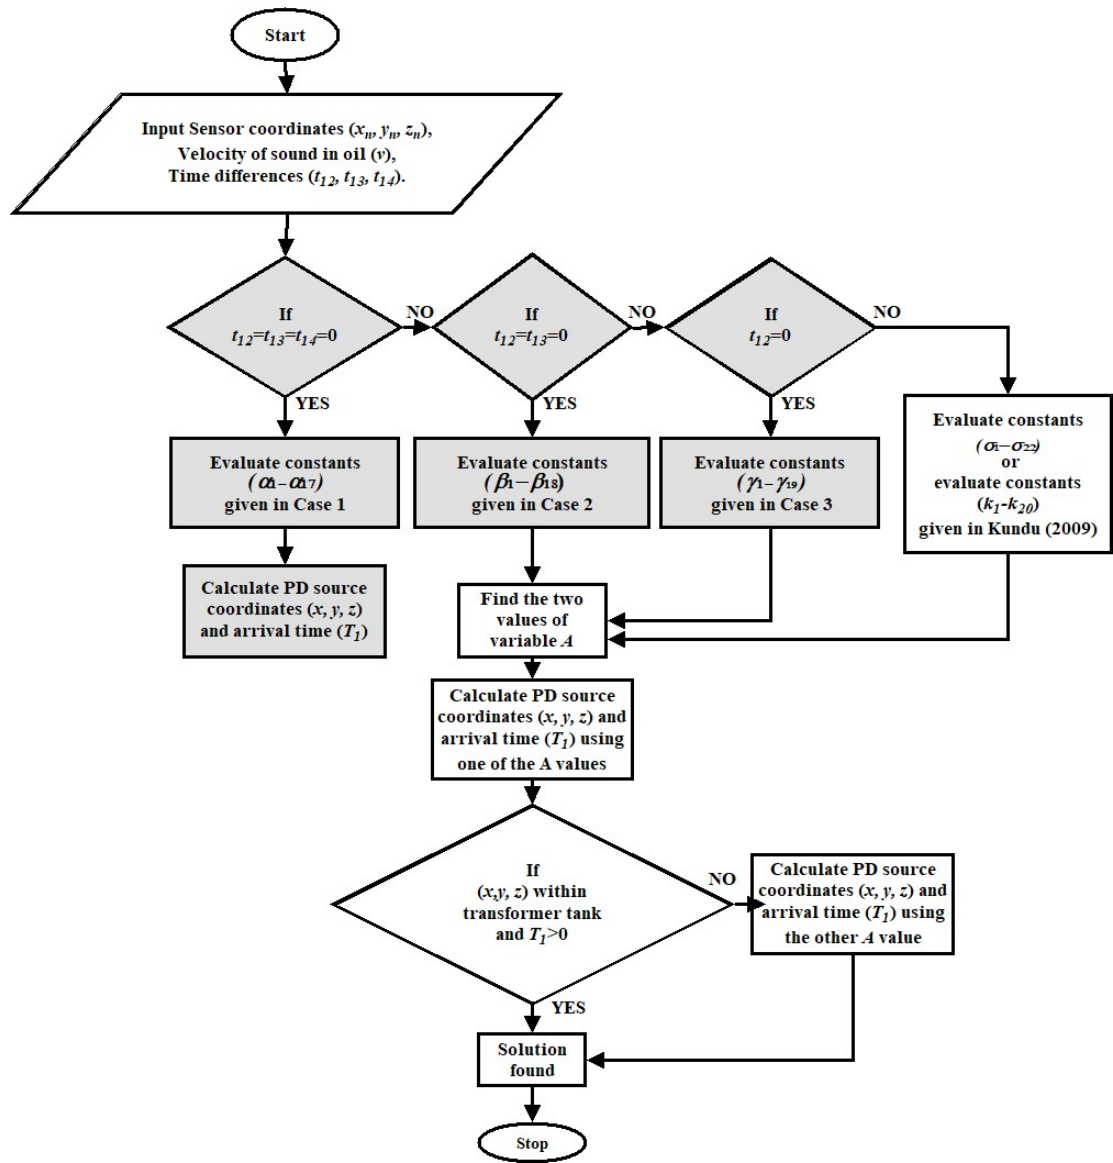 Start
Input Sensor coordinates (xn, yn, zn),
Velocity of sound in oil (v),
Time differences (t12, t13, t14).
If
t12=t13=t14=0
NO
If
t12=t13=0
NO
If
t12=0
NO
YES
YES
YES
Evaluate constants
(α1–α17)
given in Case 1
Evaluate constants
(β1–β18)
given in Case 2
Evaluate constants
(γ1–γ19)
given in Case 3
Evaluate constants
(σ1–σ22)
or
evaluate constants
(k1-k20)
given in Kundu (2009)
Calculate PD source
coordinates (x, y, z)
and arrival time (T1)
Find the two
values of
variable A
Calculate PD source
coordinates (x, y, z) and
arrival time (T1) using
one of the A values
If
(x,y, z) within
transformer tank
and T1>0
NO
Calculate PD source
coordinates (x, y, z) and
arrival time (T1) using
the other A value
YES
Solution
found
Stop